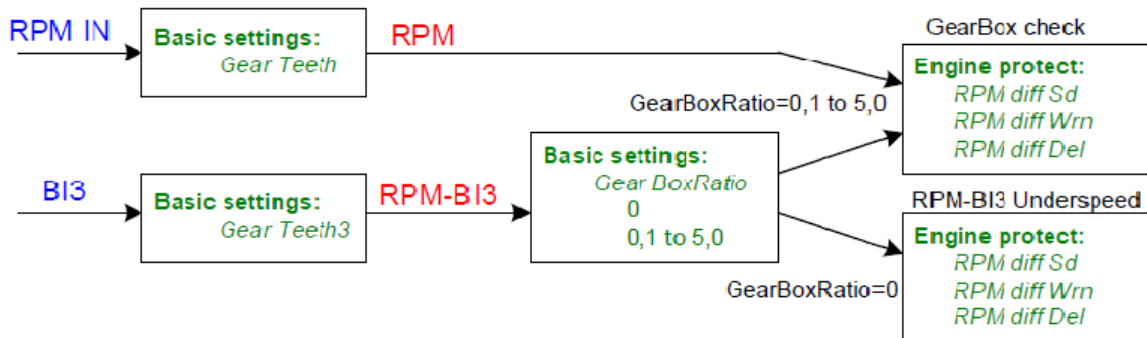 RPM IN
Basic settings:
Gear Teeth
RPM
GearBox check
Engine protect:
RPM diff Sd
RPM diff Wrn
RPM diff Del
GearBoxRatio=0,1 to 5,0
BI3
Basic settings:
Gear Teeth3
RPM-BI3
Basic settings:
Gear BoxRatio
0
0,1 to 5,0
RPM-BI3 Underspeed
Engine protect:
RPM diff Sd
RPM diff Wrn
RPM diff Del
GearBoxRatio=0